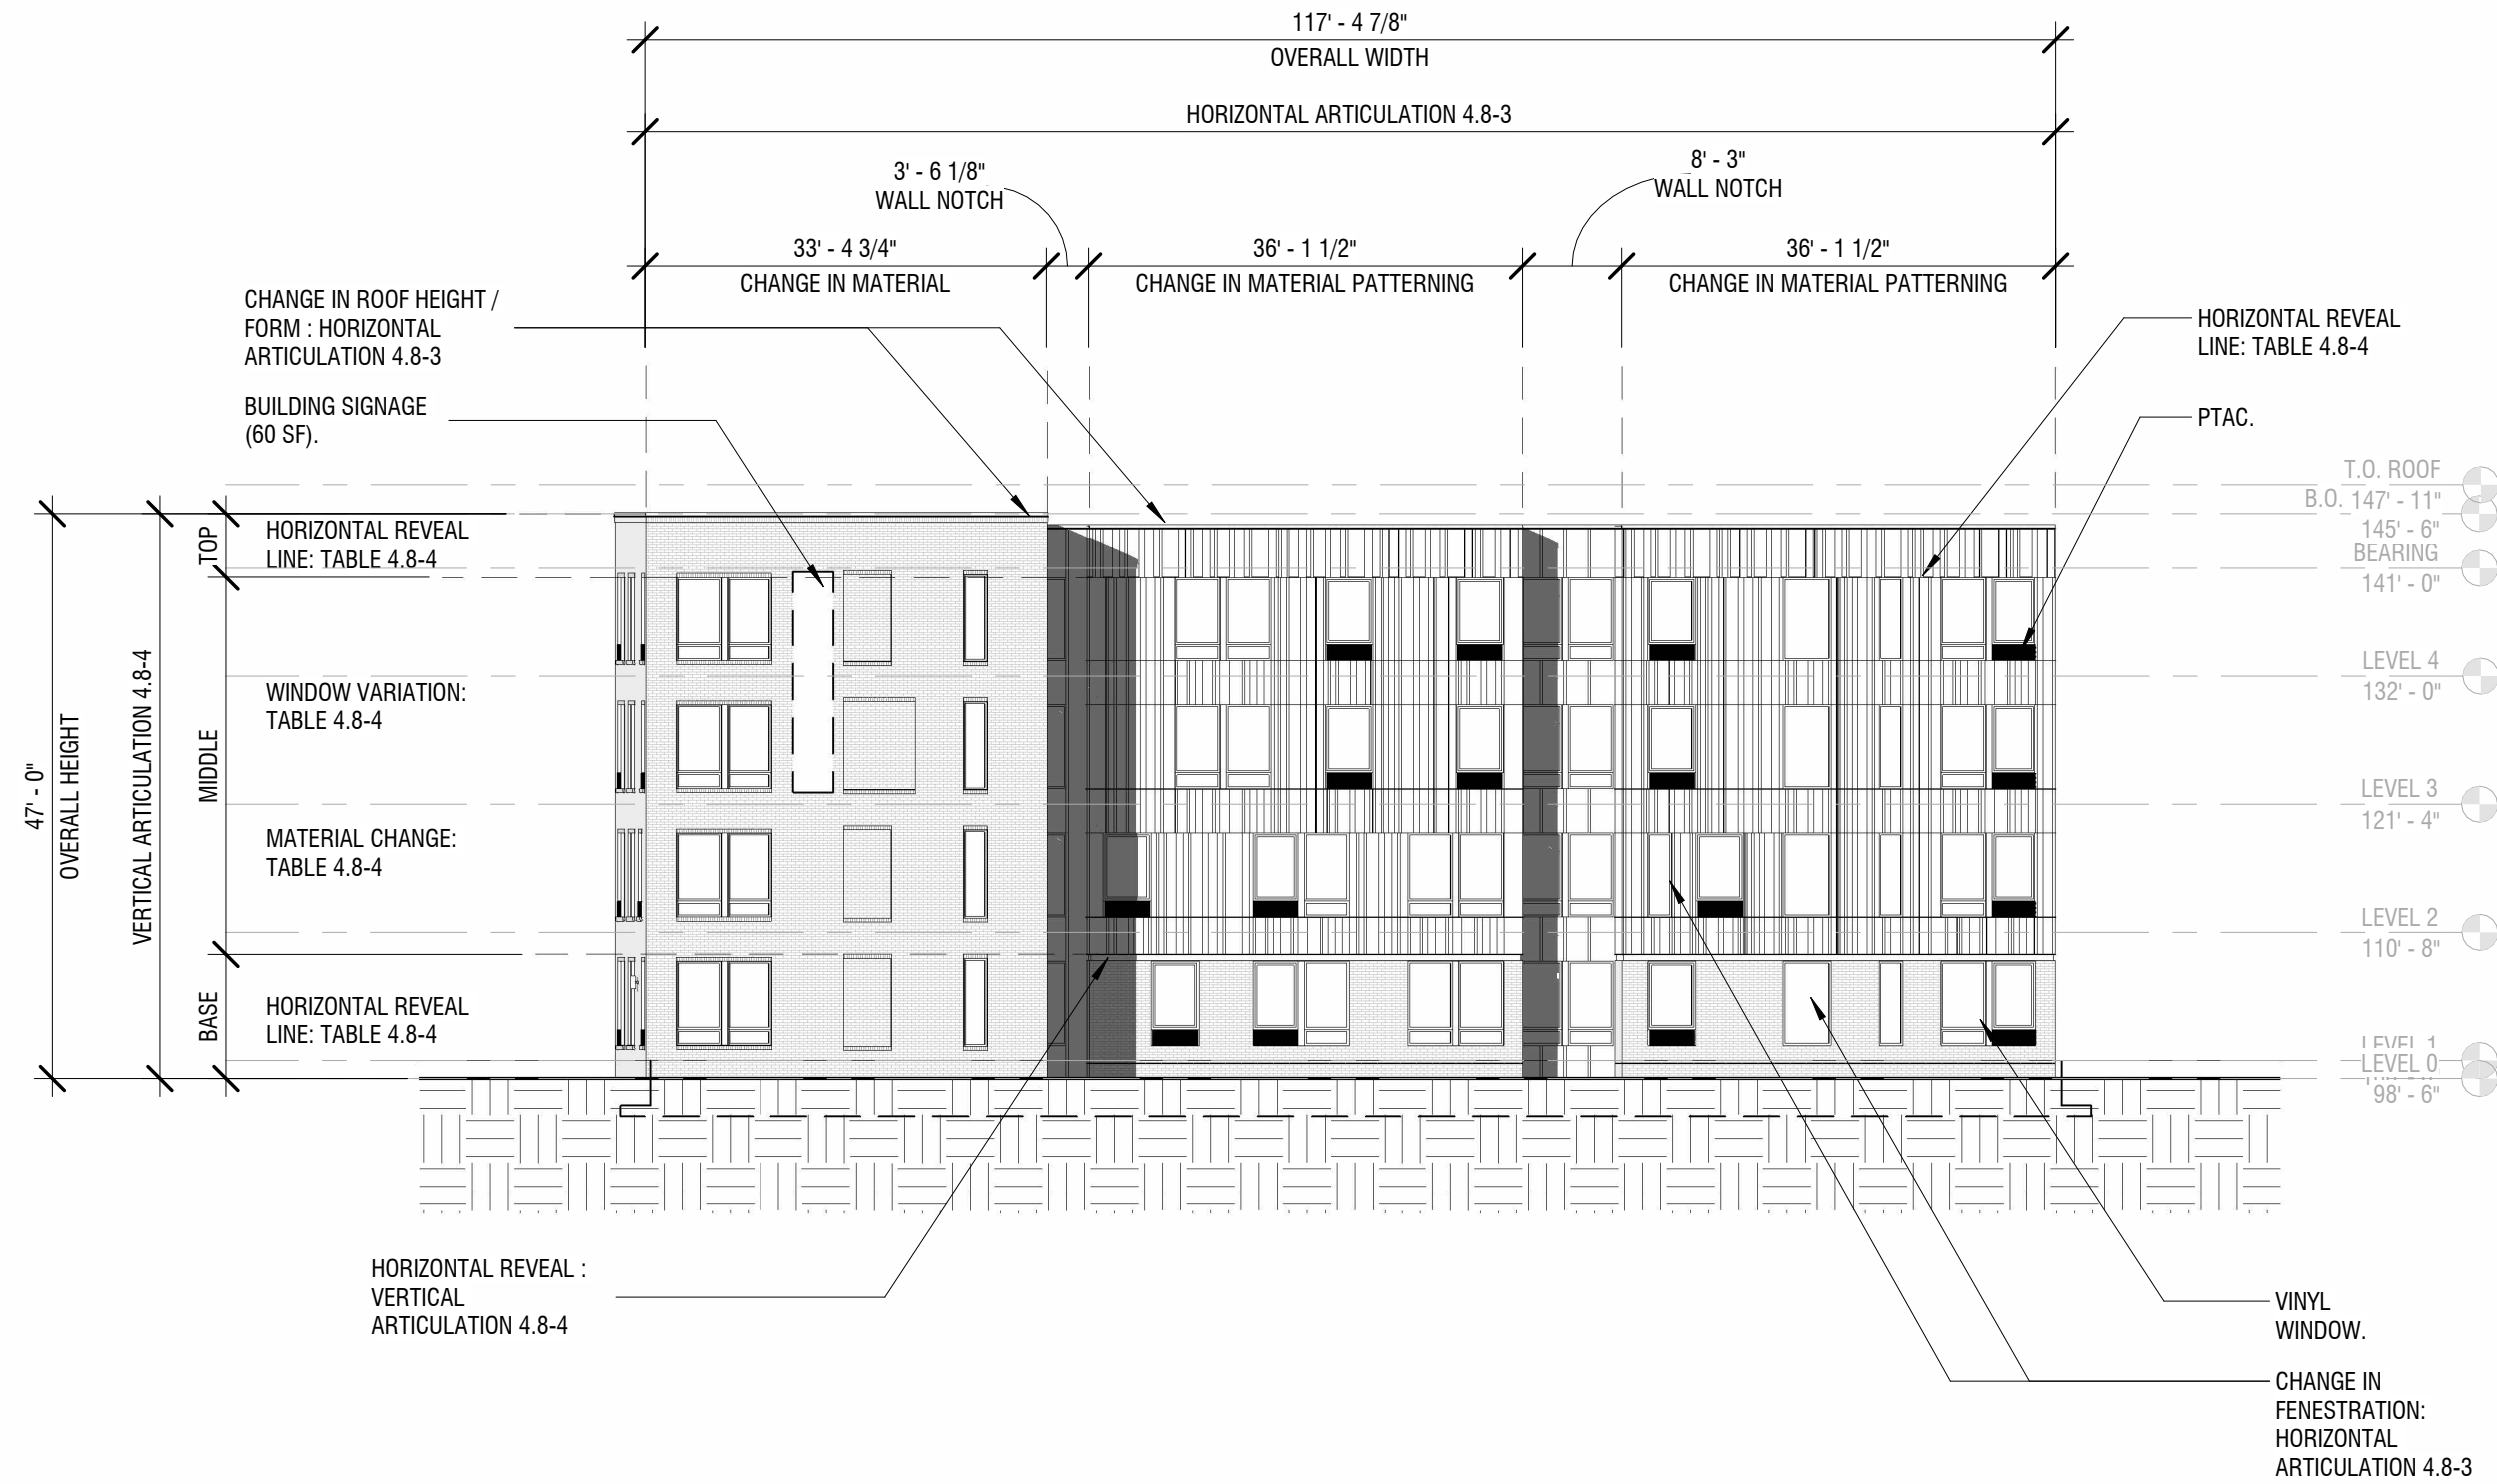 117' - 4 7/8"
OVERALL WIDTH
HORIZONTAL ARTICULATION 4.8-3
3' - 6 1/8"
WALL NOTCH
8' - 3"
WALL NOTCH
33' - 4 3/4"
CHANGE IN MATERIAL
36' - 1 1/2"
CHANGE IN MATERIAL PATTERNING
36' - 1 1/2"
CHANGE IN MATERIAL PATTERNING
CHANGE IN ROOF HEIGHT /
FORM : HORIZONTAL
ARTICULATION 4.8-3
BUILDING SIGNAGE
(60 SF).
HORIZONTAL REVEAL
LINE: TABLE 4.8-4
PTAC.
T.O. ROOF
B.O. 147' - 11"
145' - 6"
BEARING
141' - 0"
LEVEL 4
132' - 0"
LEVEL 3
121' - 4"
LEVEL 2
110' - 8"
LEVEL 1
LEVEL 0
98' - 6"
47' - 0"
OVERALL HEIGHT
VERTICAL ARTICULATION 4.8-4
TOP
MIDDLE
BASE
HORIZONTAL REVEAL
LINE: TABLE 4.8-4
WINDOW VARIATION:
TABLE 4.8-4
MATERIAL CHANGE:
TABLE 4.8-4
HORIZONTAL REVEAL
LINE: TABLE 4.8-4
HORIZONTAL REVEAL :
VERTICAL
ARTICULATION 4.8-4
VINYL
WINDOW.
CHANGE IN
FENESTRATION:
HORIZONTAL
ARTICULATION 4.8-3